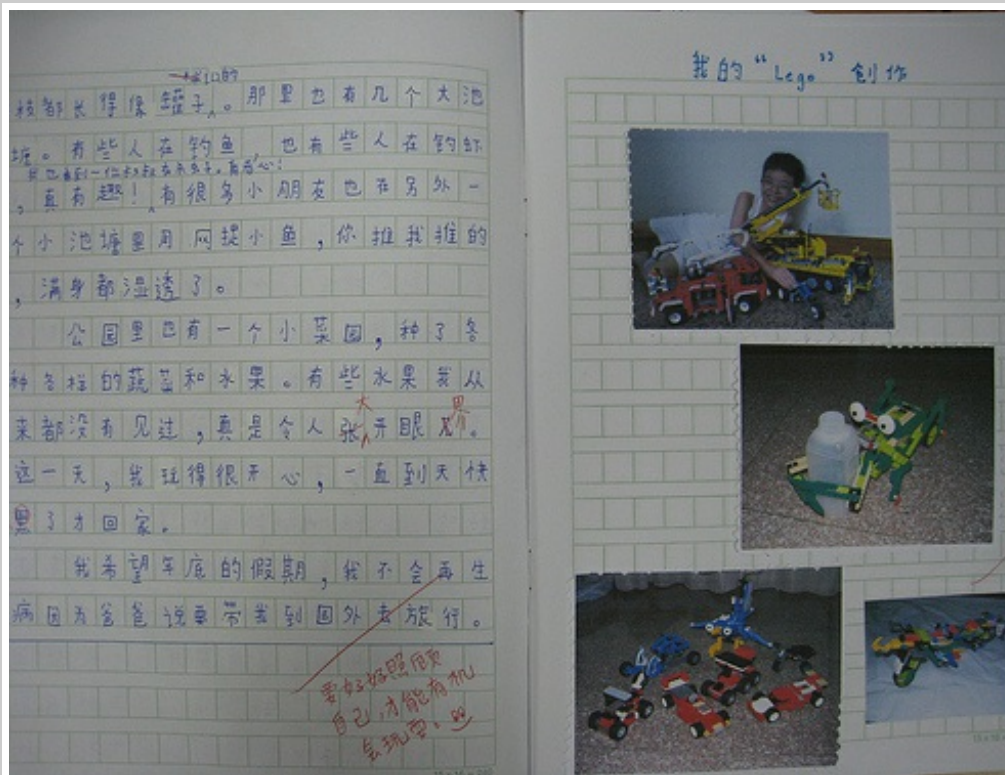 枝都长得像罐子。那里也有几个大池
口的
塘。有些人在钓鱼，也有些人在钓虾
，真有趣！有很多小朋友也在另外一
个小池塘里用网捉小鱼，你推我推的
，满身都湿透了。
公园里也有一个小菜园，种了各
种各样的蔬菜和水果。有些水果我从
来都没有见过，真是令人张开眼界。
大
界
这一天，我玩得很开心，一直到天快
黑了才回家。
我希望年底的假期，我不会再生
病因为爸爸说要带我到国外去旅行。
要好好照顾
自己，才能有机
会玩耍！
我的“Lego”创作